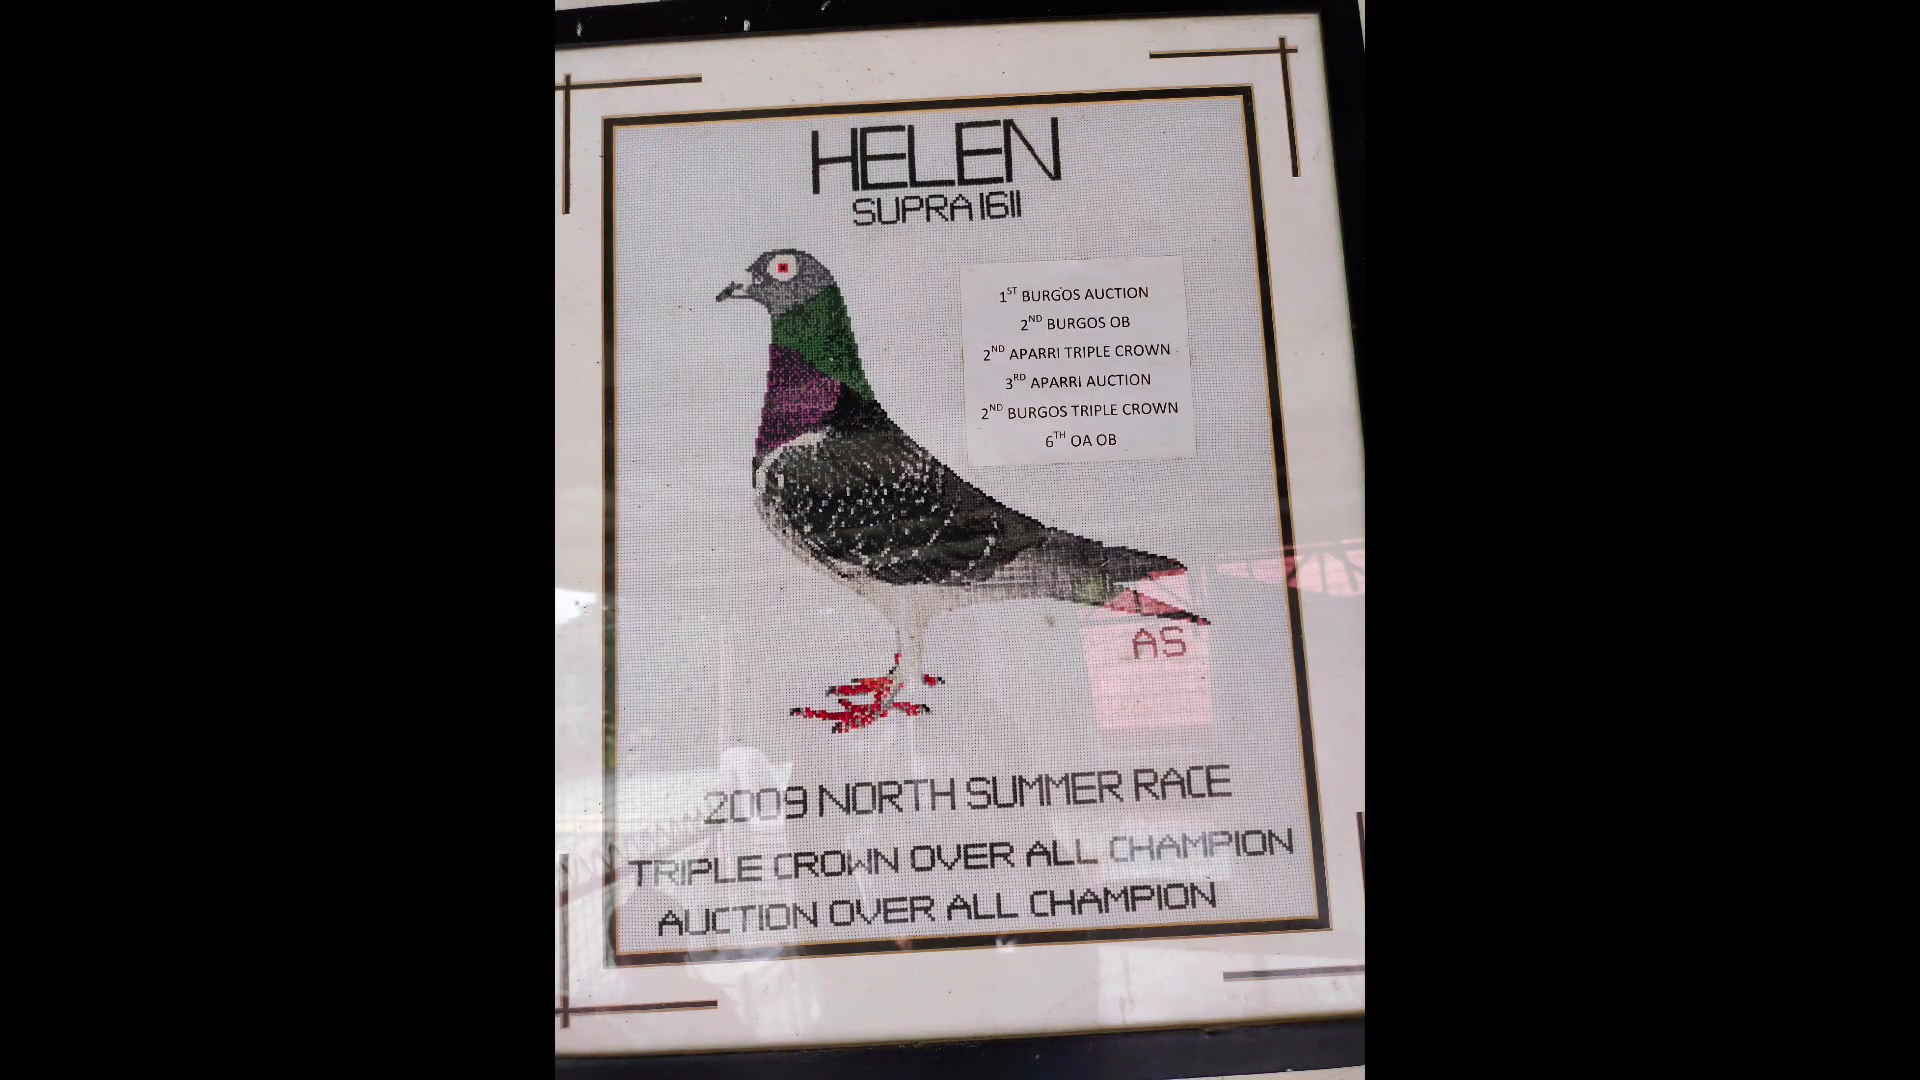 HELEN
SUPRA 1611
1ST BURGOS AUCTION
2ND BURGOS OB
2ND APARRI TRIPLE CROWN
3RD APARRI AUCTION
2ND BURGOS TRIPLE CROWN
6TH OA OB
AS
2009 NORTH SUMMER RACE
TRIPLE CROWN OVER ALL CHAMPION
AUCTION OVER ALL CHAMPION